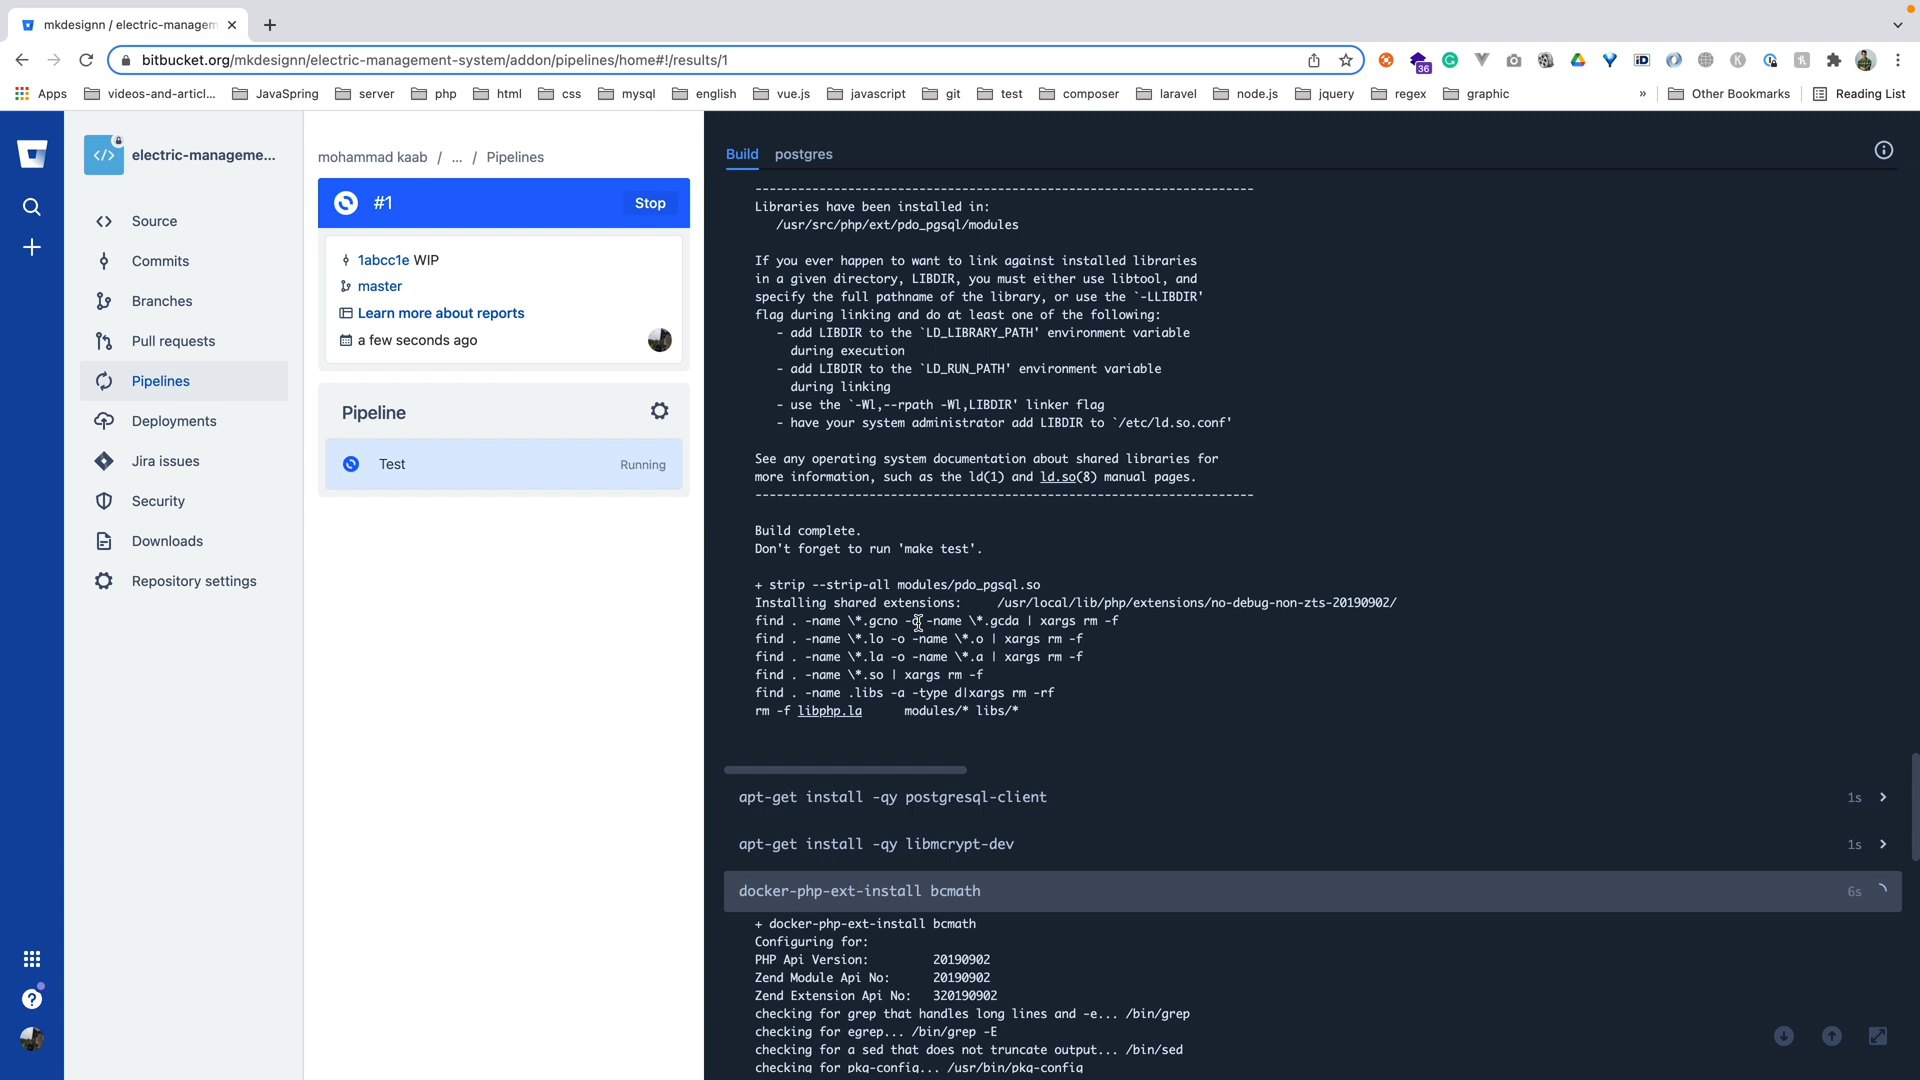 mkdesignn / electric-managem
bitbucket.org/mkdesignn/electric-management-system/addon/pipelines/home#!/results/1
36
Apps
videos-and-articl...
JavaSpring
server
php
html
css
mysql
english
vue.js
javascript
git
test
composer
laravel
node.js
jquery
regex
graphic
»
Other Bookmarks
Reading List
electric-manageme...
Source
Commits
Branches
Pull requests
Pipelines
Deployments
Jira issues
Security
Downloads
Repository settings
mohammad kaab / ... / Pipelines
#1
Stop
1abcc1e WIP
master
Learn more about reports
a few seconds ago
Pipeline
Test
Running
Build
postgres
----------------------------------------------------------------------
Libraries have been installed in:
/usr/src/php/ext/pdo_pgsql/modules
If you ever happen to want to link against installed libraries
in a given directory, LIBDIR, you must either use libtool, and
specify the full pathname of the library, or use the `-LLIBDIR'
flag during linking and do at least one of the following:
- add LIBDIR to the `LD_LIBRARY_PATH' environment variable
during execution
- add LIBDIR to the `LD_RUN_PATH' environment variable
during linking
- use the `-Wl,--rpath -Wl,LIBDIR' linker flag
- have your system administrator add LIBDIR to `/etc/ld.so.conf'
See any operating system documentation about shared libraries for
more information, such as the ld(1) and ld.so(8) manual pages.
----------------------------------------------------------------------
Build complete.
Don't forget to run 'make test'.
+ strip --strip-all modules/pdo_pgsql.so
Installing shared extensions: /usr/local/lib/php/extensions/no-debug-non-zts-20190902/
find . -name \*.gcno -o -name \*.gcda | xargs rm -f
find . -name \*.lo -o -name \*.o | xargs rm -f
find . -name \*.la -o -name \*.a | xargs rm -f
find . -name \*.so | xargs rm -f
find . -name .libs -a -type d|xargs rm -rf
rm -f libphp.la modules/* libs/*
apt-get install -qy postgresql-client 1s
apt-get install -qy libmcrypt-dev 1s
docker-php-ext-install bcmath 6s
+ docker-php-ext-install bcmath
Configuring for:
PHP Api Version: 20190902
Zend Module Api No: 20190902
Zend Extension Api No: 320190902
checking for grep that handles long lines and -e... /bin/grep
checking for egrep... /bin/grep -E
checking for a sed that does not truncate output... /bin/sed
checking for pkg-config... /usr/bin/pkg-config